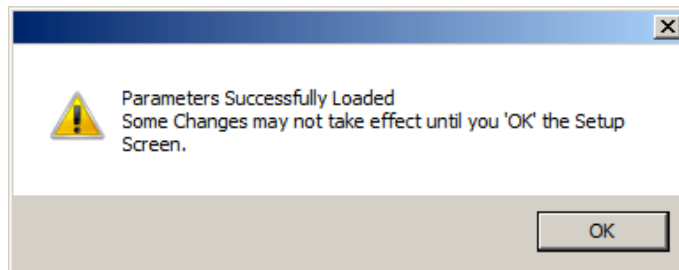 Parameters Successfully Loaded
Some Changes may not take effect until you 'OK' the Setup
Screen.
OK